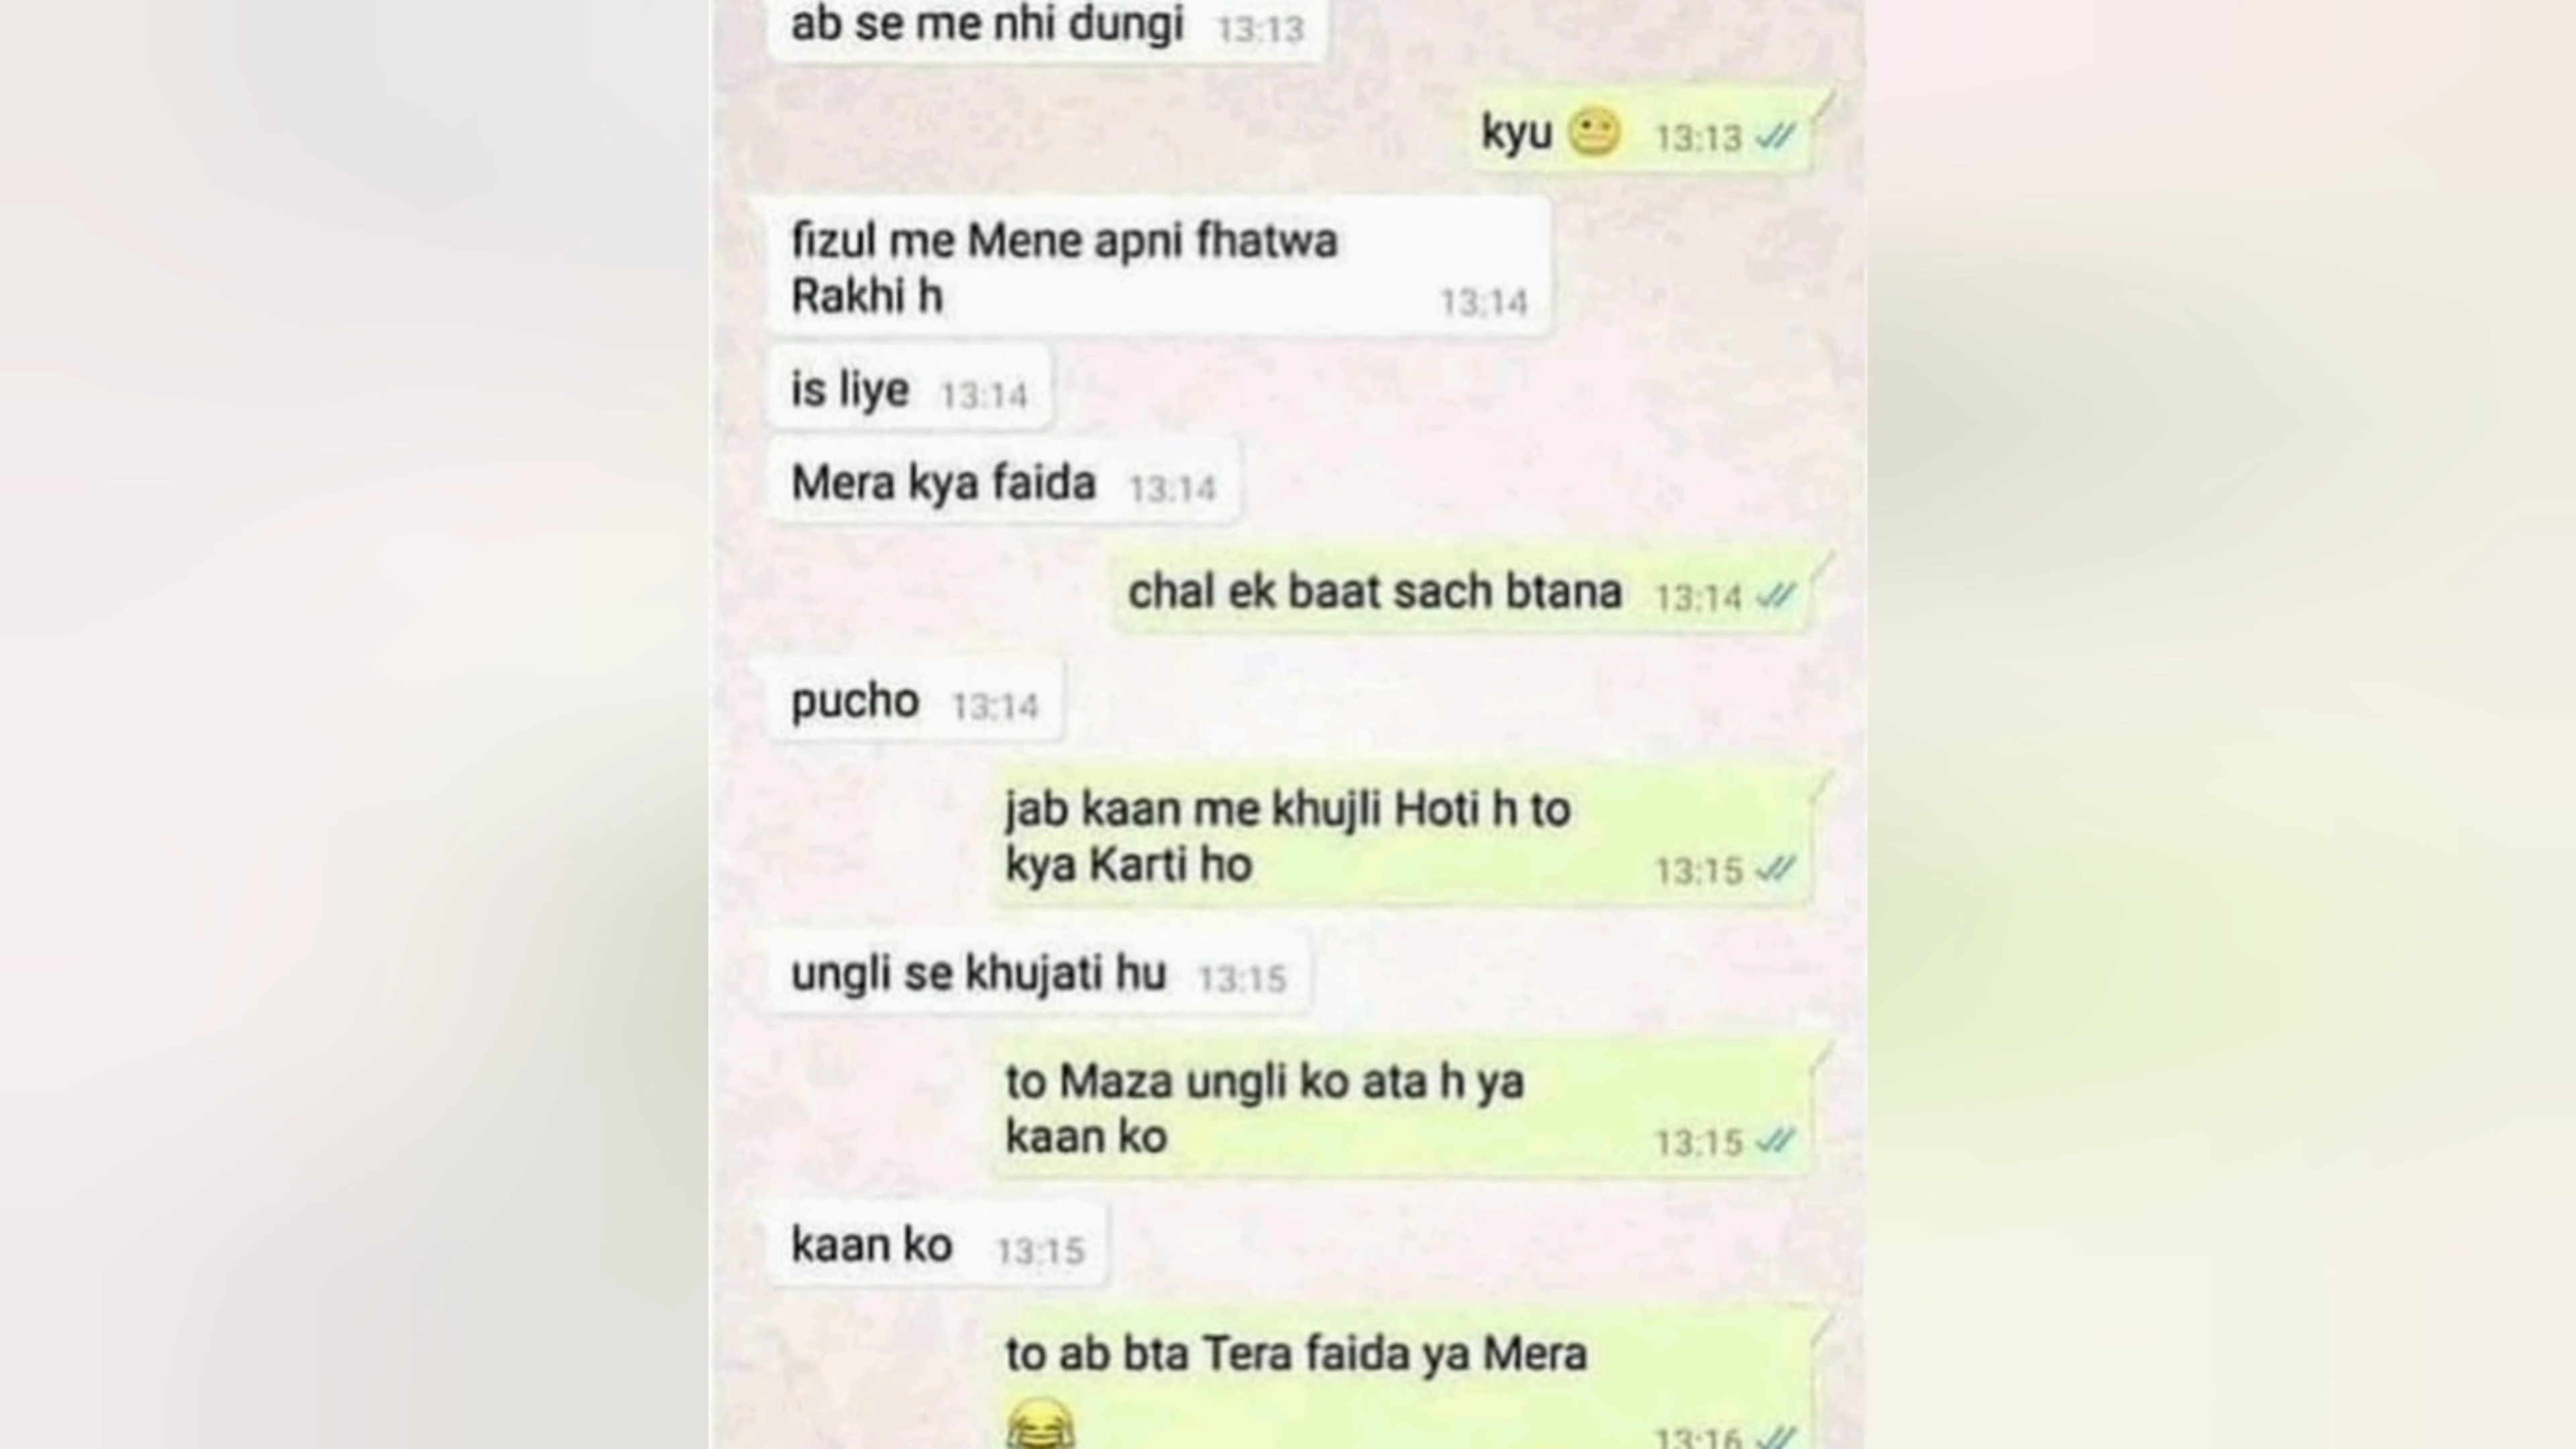 ab se me nhi dungi 13:13
kyu 😐 13:13
fizul me Mene apni fhatwa
Rakhi h 13:14
is liye 13:14
Mera kya faida 13:14
chal ek baat sach btana 13:14
pucho 13:14
jab kaan me khujli Hoti h to
kya Karti ho 13:15
ungli se khujati hu 13:15
to Maza ungli ko ata h ya
kaan ko 13:15
kaan ko 13:15
to ab bta Tera faida ya Mera
😂 13:16